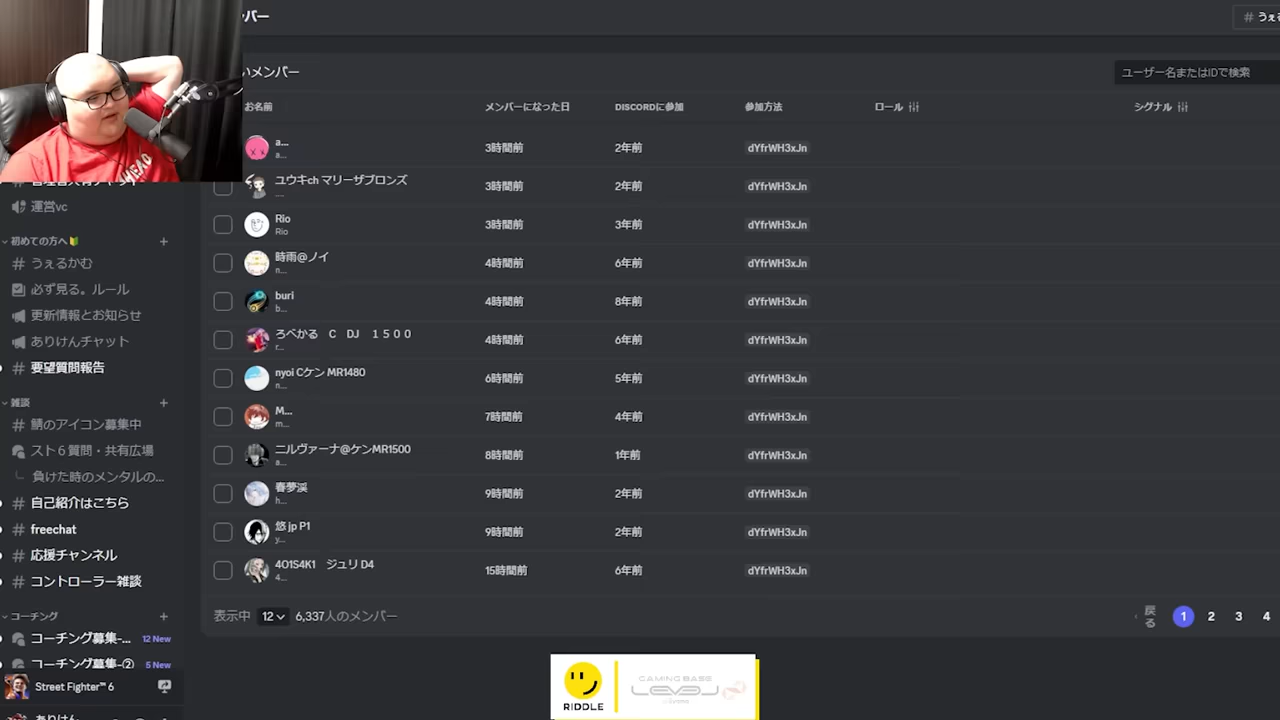 ンバー
# うぇる
いメンバー
ユーザー名またはIDで検索
お名前 メンバーになった日 DISCORDに参加 参加方法 ロール シグナル
a...
a...
3時間前 2年前 dYfrWH3xJn
ユウキch マリーザブロンズ
...
3時間前 2年前 dYfrWH3xJn
Rio
Rio
3時間前 3年前 dYfrWH3xJn
時雨@ノイ
n...
4時間前 6年前 dYfrWH3xJn
buri
b...
4時間前 8年前 dYfrWH3xJn
ろべかる C DJ 1500
r...
4時間前 6年前 dYfrWH3xJn
nyoi Cケン MR1480
n...
6時間前 5年前 dYfrWH3xJn
M...
m...
7時間前 4年前 dYfrWH3xJn
ニルヴァーナ@ケンMR1500
a...
8時間前 1年前 dYfrWH3xJn
春夢渓
h...
9時間前 2年前 dYfrWH3xJn
悠 jp P1
y...
9時間前 2年前 dYfrWH3xJn
4O1S4K1 ジュリ D4
4...
15時間前 6年前 dYfrWH3xJn
表示中 12 6,337人のメンバー
戻る 1 2 3 4
運営vc
初めての方へ
# うぇるかむ
必ず見る。ルール
更新情報とお知らせ
ありけんチャット
# 要望質問報告
雑談
# 鯖のアイコン募集中
スト6質問・共有広場
負けた時のメンタルの...
# 自己紹介はこちら
# freechat
# 応援チャンネル
# コントローラー雑談
コーチング
コーチング募集-... 12 New
コーチング募集-② 5 New
Street Fighter™ 6
ありけん
RIDDLE
GAMING BASE
LEVEL